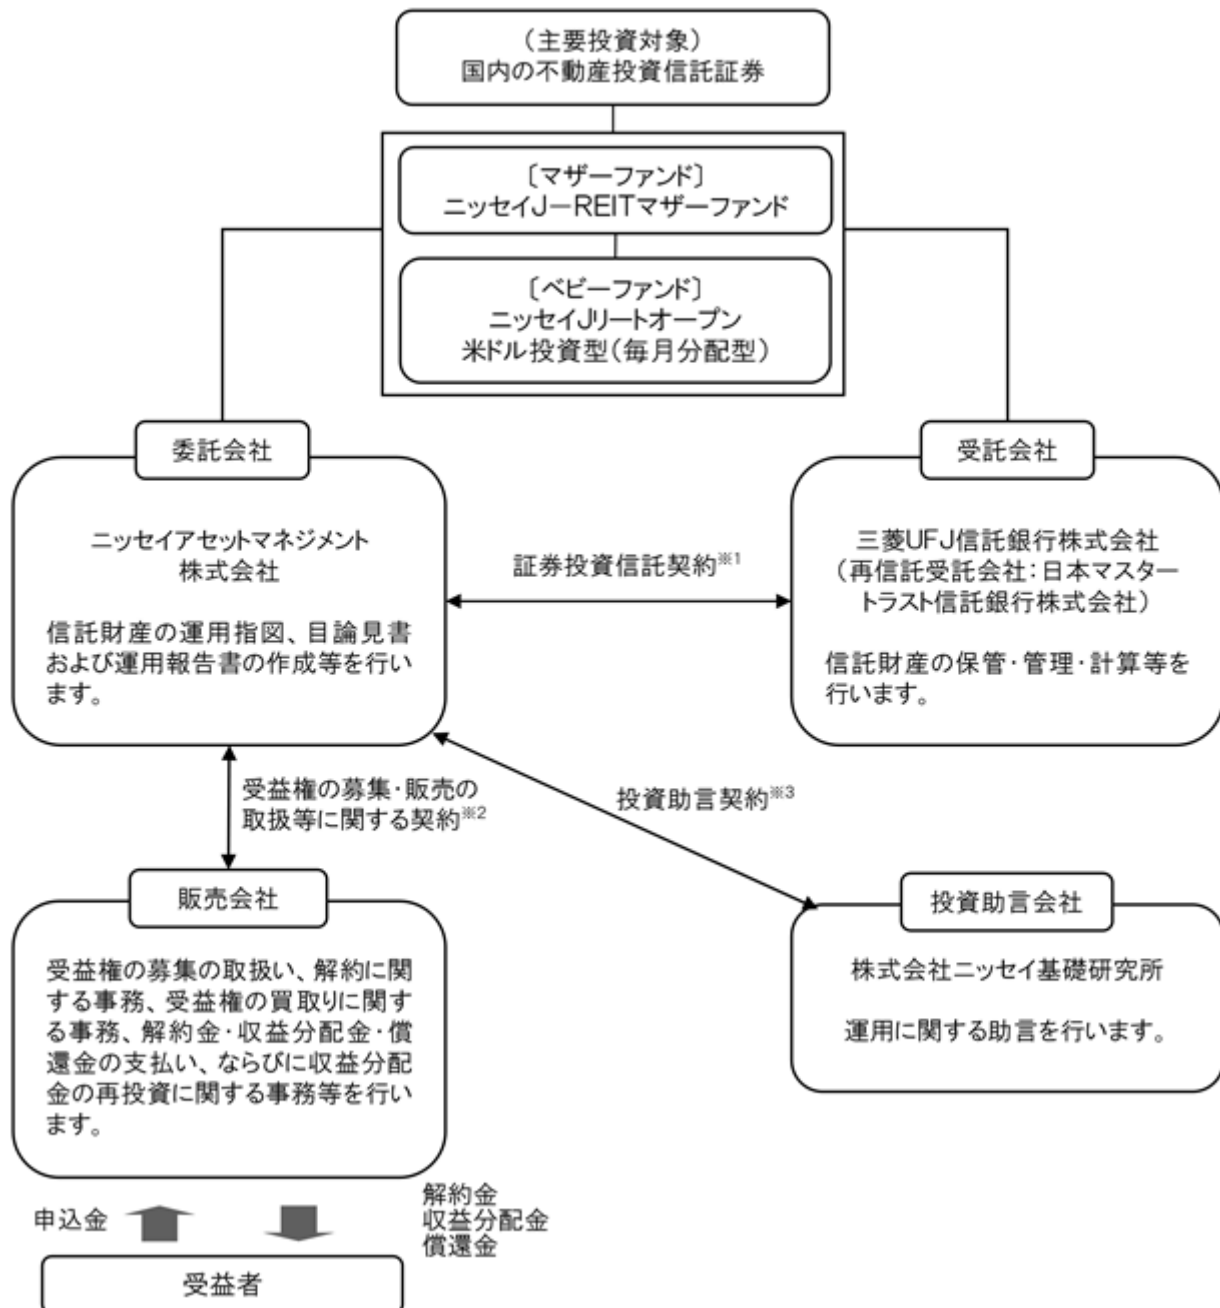 （主要投資対象）
国内の不動産投資信託証券
〔マザーファンド〕
ニッセイJ－REITマザーファンド
〔ベビーファンド〕
ニッセイJリートオープン
米ドル投資型（毎月分配型）
委託会社
ニッセイアセットマネジメント
株式会社
信託財産の運用指図、目論見書
および運用報告書の作成等を行い
ます。
証券投資信託契約※1
受託会社
三菱UFJ信託銀行株式会社
（再信託受託会社：日本マスター
トラスト信託銀行株式会社）
信託財産の保管・管理・計算等を
行います。
受益権の募集・販売の
取扱等に関する契約※2
投資助言契約※3
販売会社
受益権の募集の取扱い、解約に関
する事務、受益権の買取りに関す
る事務、解約金・収益分配金・償
還金の支払い、ならびに収益分配
金の再投資に関する事務等を行い
ます。
投資助言会社
株式会社ニッセイ基礎研究所
運用に関する助言を行います。
申込金
解約金
収益分配金
償還金
受益者